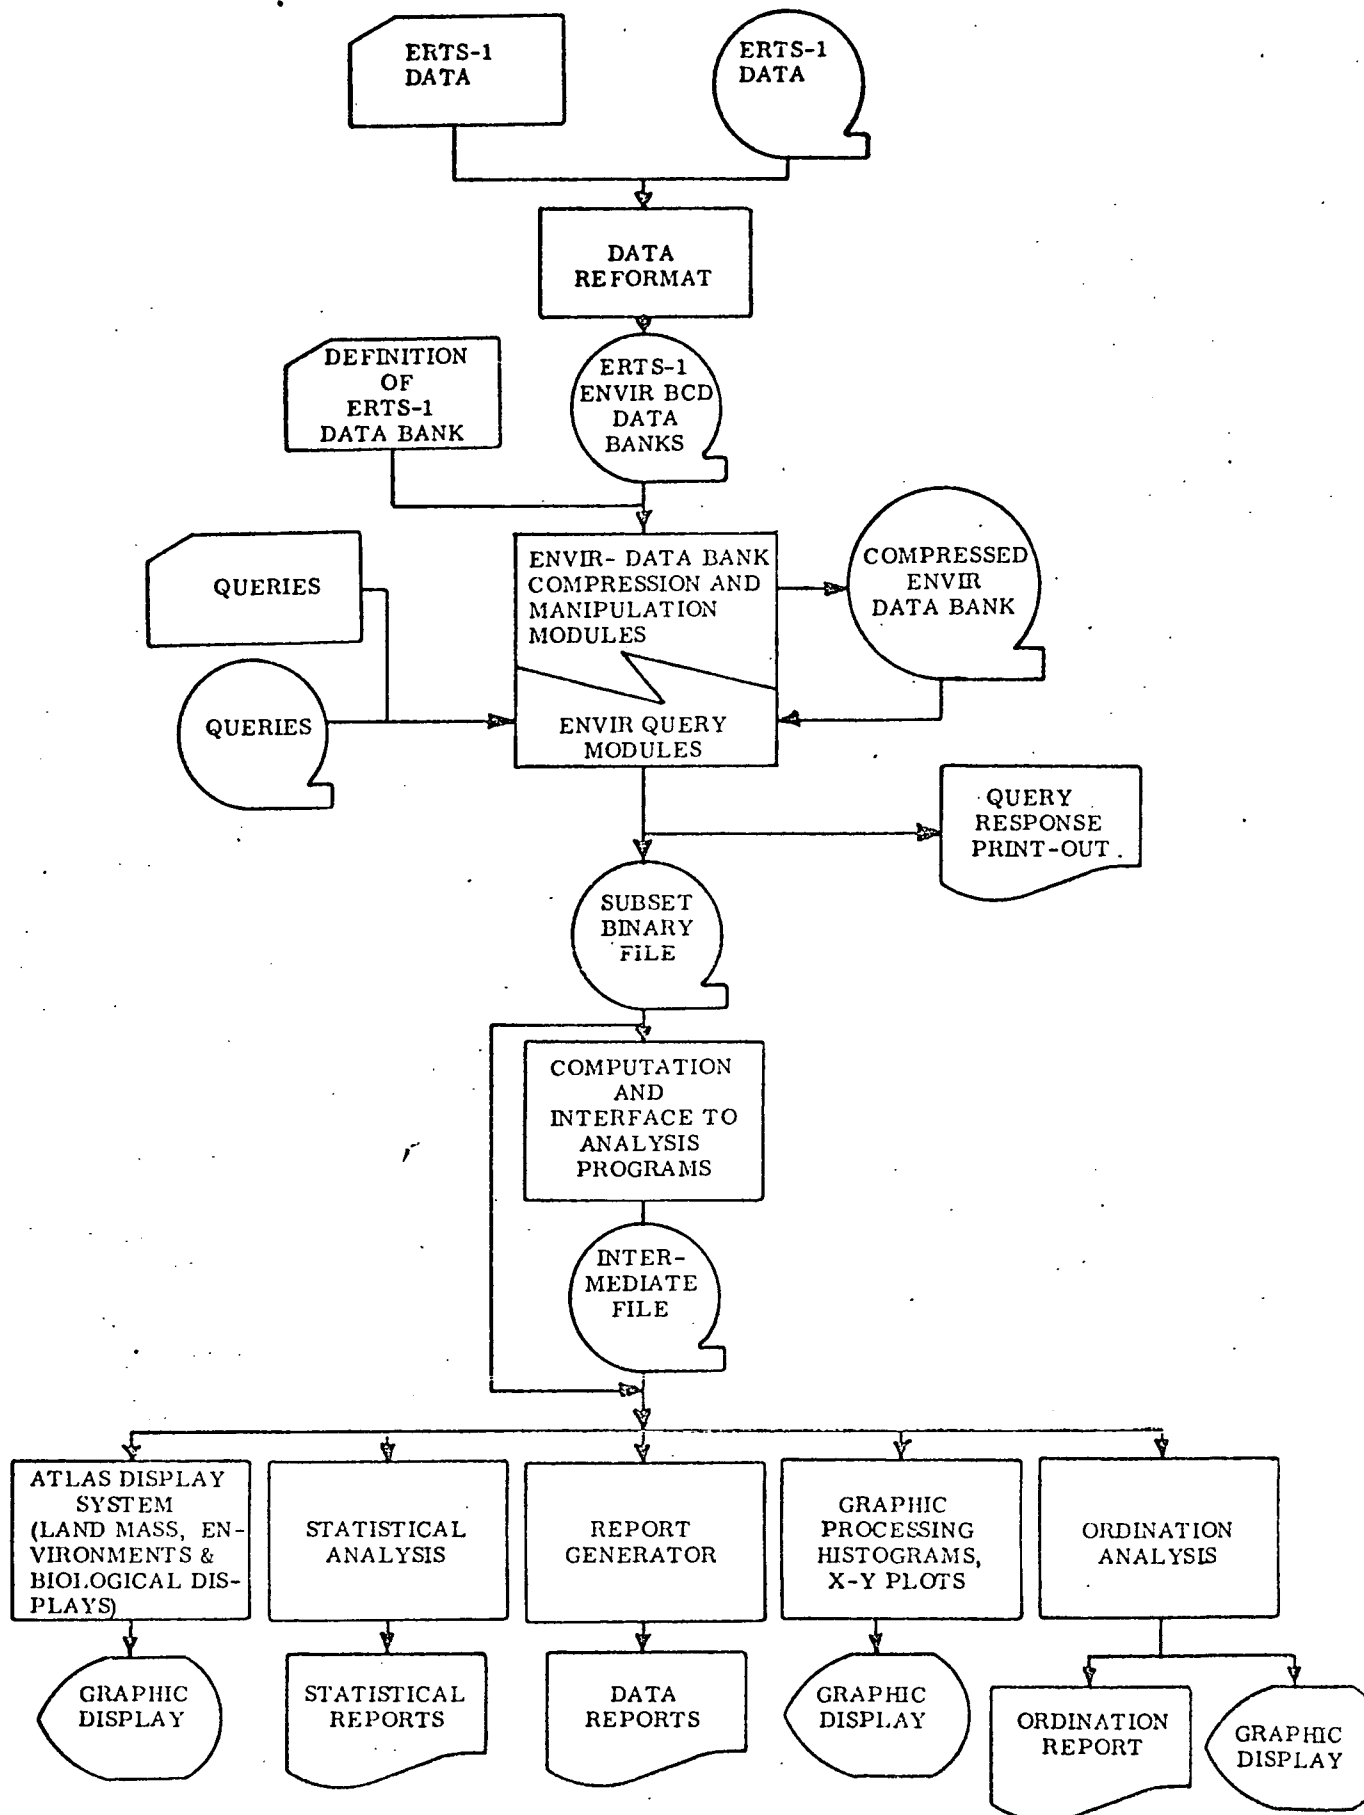 ERTS-1
DATA
ERTS-1
DATA
DATA
REFORMAT
DEFINITION
OF
ERTS-1
DATA BANK
ERTS-1
ENVIR BCD
DATA
BANKS
QUERIES
ENVIR- DATA BANK
COMPRESSION AND
MANIPULATION
MODULES
COMPRESSED
ENVIR
DATA BANK
QUERIES
ENVIR QUERY
MODULES
QUERY
RESPONSE
PRINT-OUT
SUBSET
BINARY
FILE
COMPUTATION
AND
INTERFACE TO
ANALYSIS
PROGRAMS
INTER-
MEDIATE
FILE
ATLAS DISPLAY
SYSTEM
(LAND MASS, EN-
VIRONMENTS &
BIOLOGICAL DIS-
PLAYS)
STATISTICAL
ANALYSIS
REPORT
GENERATOR
GRAPHIC
PROCESSING
HISTOGRAMS,
X-Y PLOTS
ORDINATION
ANALYSIS
GRAPHIC
DISPLAY
STATISTICAL
REPORTS
DATA
REPORTS
GRAPHIC
DISPLAY
ORDINATION
REPORT
GRAPHIC
DISPLAY